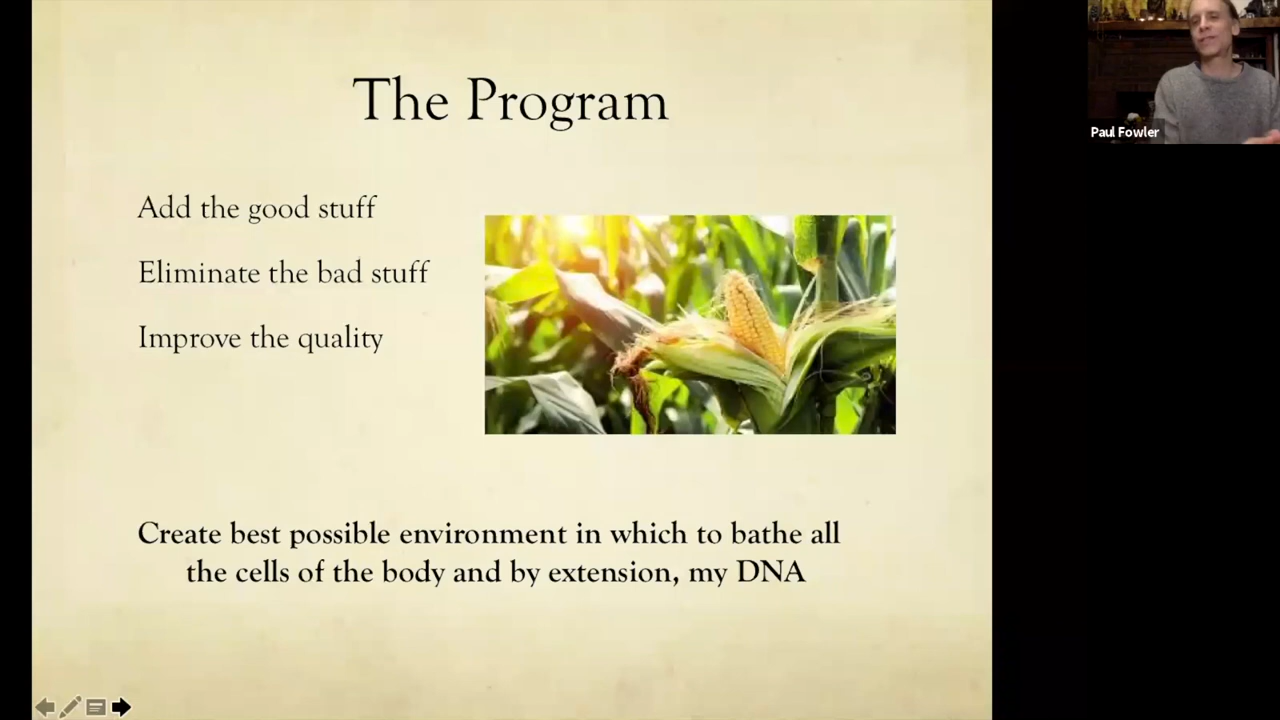 The Program
Add the good stuff
Eliminate the bad stuff
Improve the quality
Create best possible environment in which to bathe all
the cells of the body and by extension, my DNA
Paul Fowler